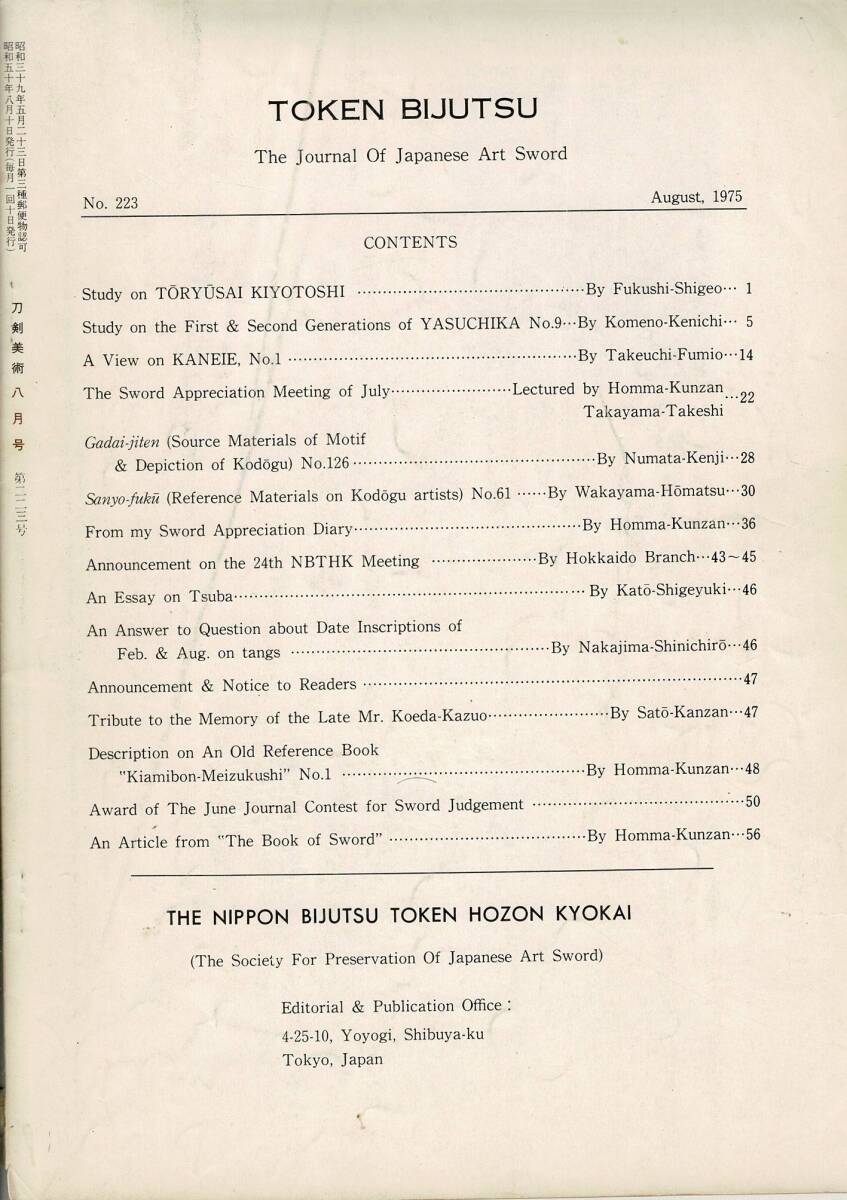 昭和三十九年五月二十三日第三種郵便物認可
昭和五十年八月十日発行(毎月一回十日発行)
刀剣美術八月号 第二二三号
TOKEN BIJUTSU
The Journal Of Japanese Art Sword
No. 223 August, 1975
CONTENTS
Study on TŌRYŪSAI KIYOTOSHI ……………………………………By Fukushi-Shigeo… 1
Study on the First & Second Generations of YASUCHIKA No.9…By Komeno-Kenichi… 5
A View on KANEIE, No.1 ………………………………………………By Takeuchi-Fumio…14
The Sword Appreciation Meeting of July……………………Lectured by Homma-Kunzan
Takayama-Takeshi …22
Gadai-jiten (Source Materials of Motif
& Depiction of Kodōgu) No.126………………………………………By Numata-Kenji…28
Sanyo-fukū (Reference Materials on Kodōgu artists) No.61 ……By Wakayama-Hōmatsu…30
From my Sword Appreciation Diary……………………………………By Homma-Kunzan…36
Announcement on the 24th NBTHK Meeting …………………By Hokkaido Branch…43~45
An Essay on Tsuba………………………………………………………… By Katō-Shigeyuki…46
An Answer to Question about Date Inscriptions of
Feb. & Aug. on tangs …………………………………………By Nakajima-Shinichirō…46
Announcement & Notice to Readers ………………………………………………………………47
Tribute to the Memory of the Late Mr. Koeda-Kazuo……………………By Satō-Kanzan…47
Description on An Old Reference Book
"Kiamibon-Meizukushi" No.1 ………………………………………By Homma-Kunzan…48
Award of The June Journal Contest for Sword Judgement …………………………………50
An Article from "The Book of Sword" ………………………………By Homma-Kunzan…56
THE NIPPON BIJUTSU TOKEN HOZON KYOKAI
(The Society For Preservation Of Japanese Art Sword)
Editorial & Publication Office:
4-25-10, Yoyogi, Shibuya-ku
Tokyo, Japan